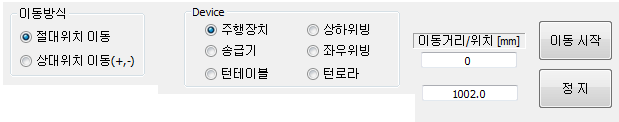 이동방식
절대위치 이동
상대위치 이동(+,-)
Device
주행장치
상하위빙
송급기
좌우위빙
턴테이블
턴로라
이동거리/위치 [mm]
0
1002.0
이동 시작
정 지